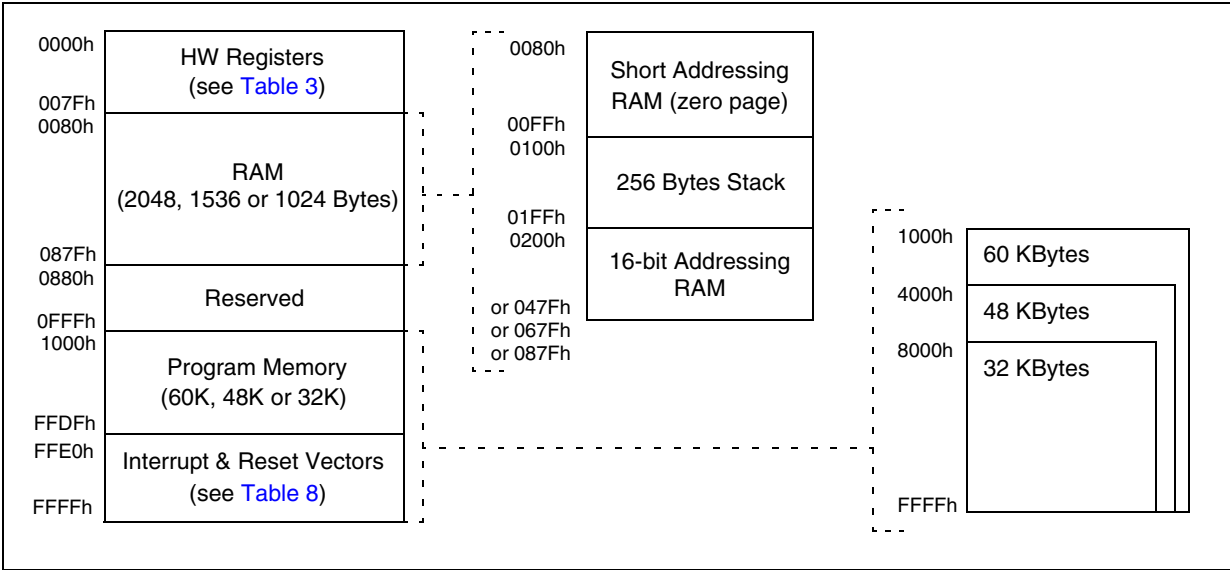 0000h
HW Registers
(see Table 3)
007Fh
0080h
RAM
(2048, 1536 or 1024 Bytes)
087Fh
0880h
Reserved
0FFFh
1000h
Program Memory
(60K, 48K or 32K)
FFDFh
FFE0h
Interrupt & Reset Vectors
(see Table 8)
FFFFh
0080h
Short Addressing
RAM (zero page)
00FFh
0100h
256 Bytes Stack
01FFh
0200h
16-bit Addressing
RAM
or 047Fh
or 067Fh
or 087Fh
1000h
60 KBytes
4000h
48 KBytes
8000h
32 KBytes
FFFFh